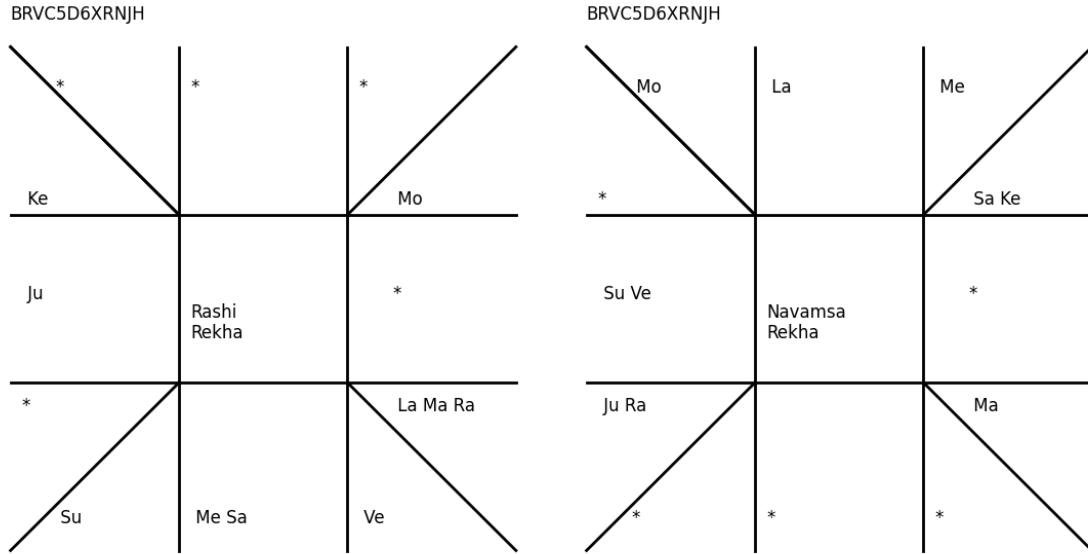 BRVC5D6XRNJH
* * *
Ke Mo
Ju *
Rashi
Rekha
* La Ma Ra
Su Me Sa Ve
BRVC5D6XRNJH
Mo La Me
* Sa Ke
Su Ve *
Navamsa
Rekha
Ju Ra Ma
* * *